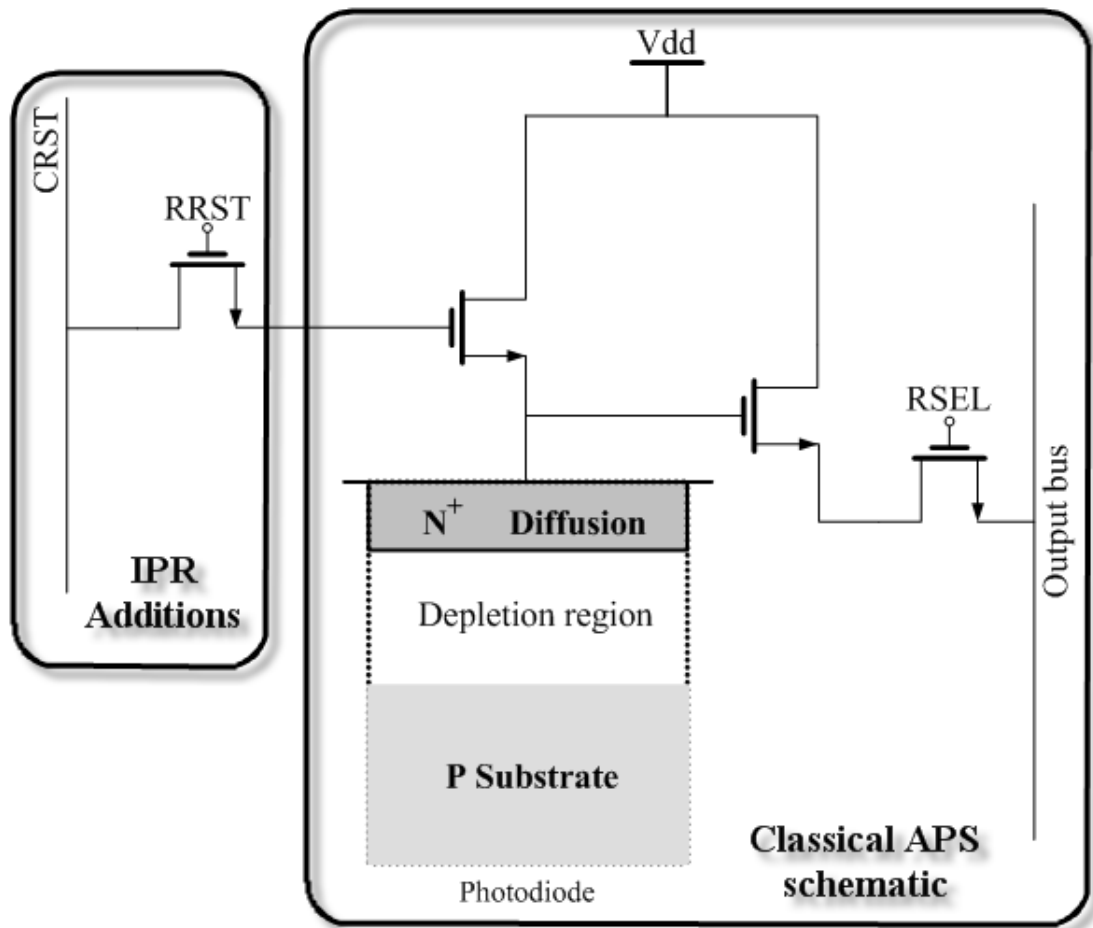 Vdd
CRST
RRST
RSEL
Output bus
N+ Diffusion
IPR
Additions
Depletion region
P Substrate
Classical APS
schematic
Photodiode